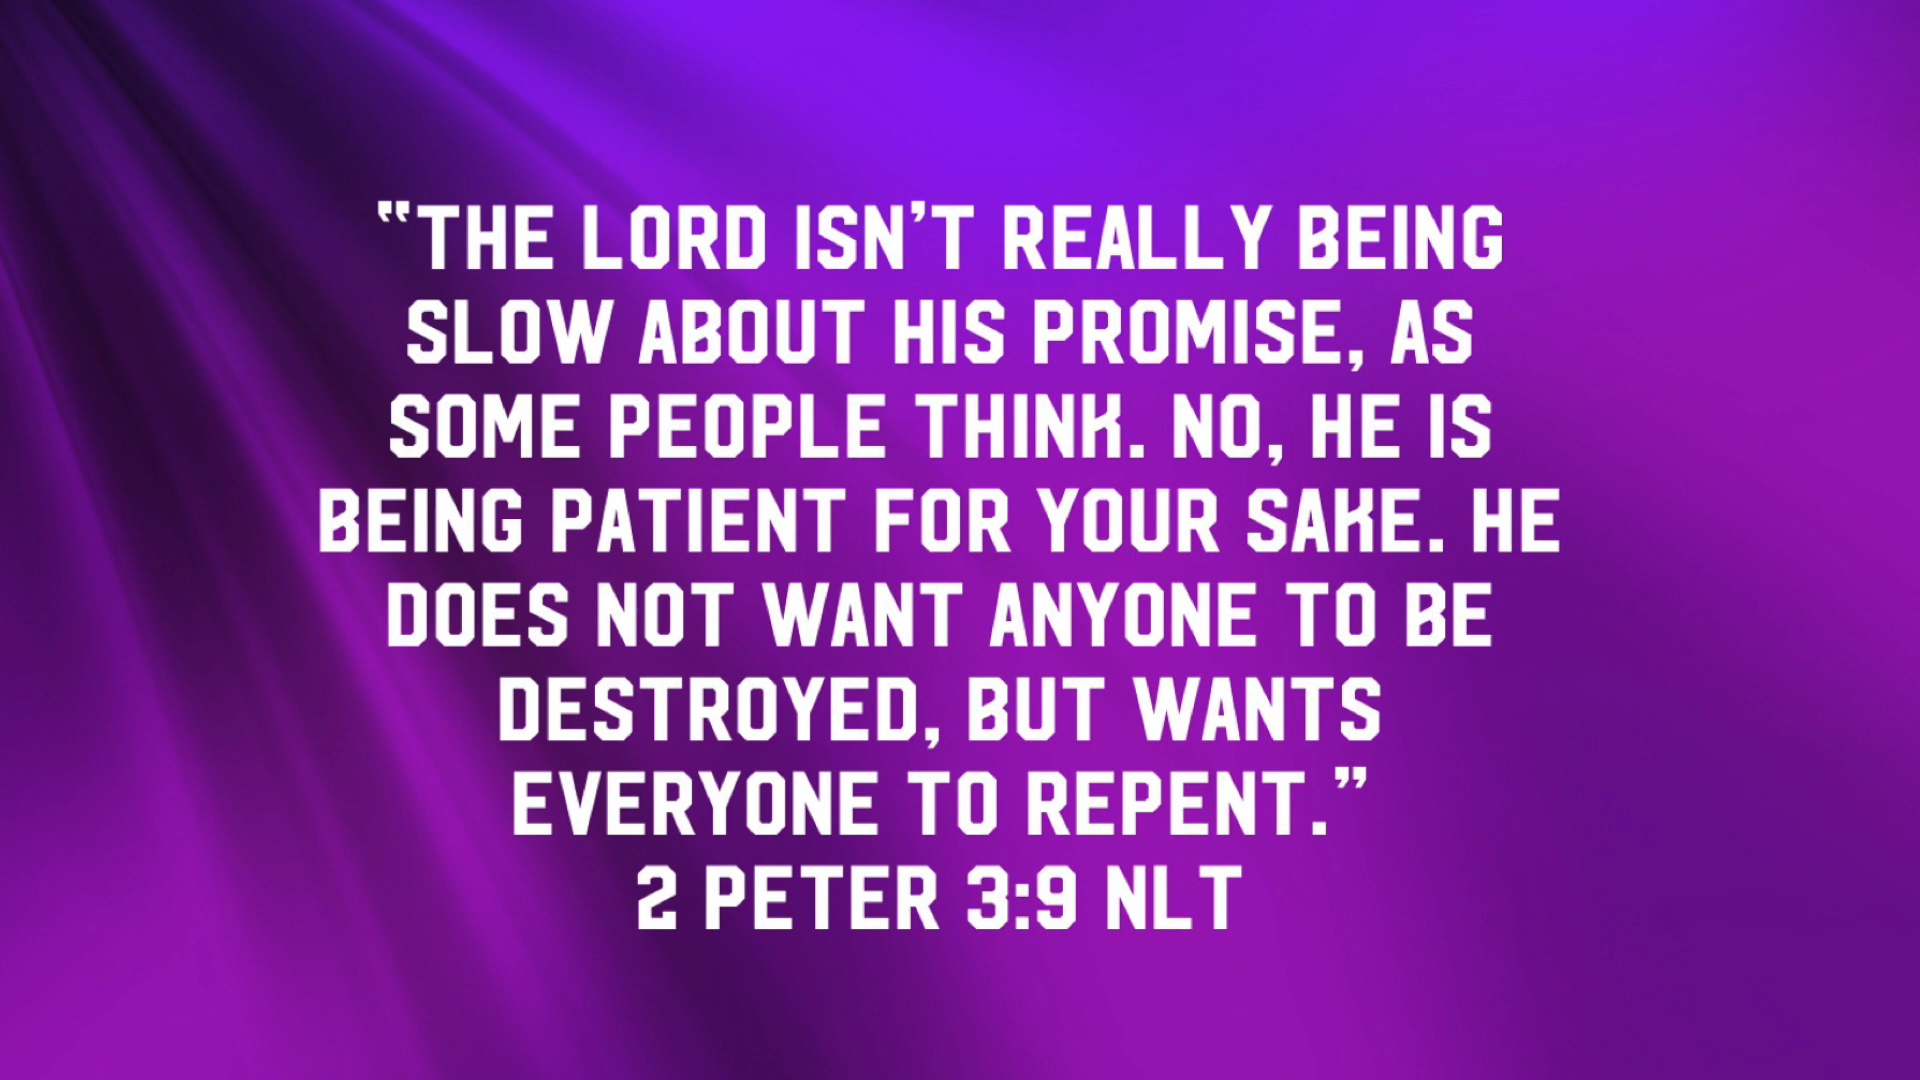 “THE LORD ISN’T REALLY BEING
SLOW ABOUT HIS PROMISE, AS
SOME PEOPLE THINK. NO, HE IS
BEING PATIENT FOR YOUR SAKE. HE
DOES NOT WANT ANYONE TO BE
DESTROYED, BUT WANTS
EVERYONE TO REPENT.”
2 PETER 3:9 NLT